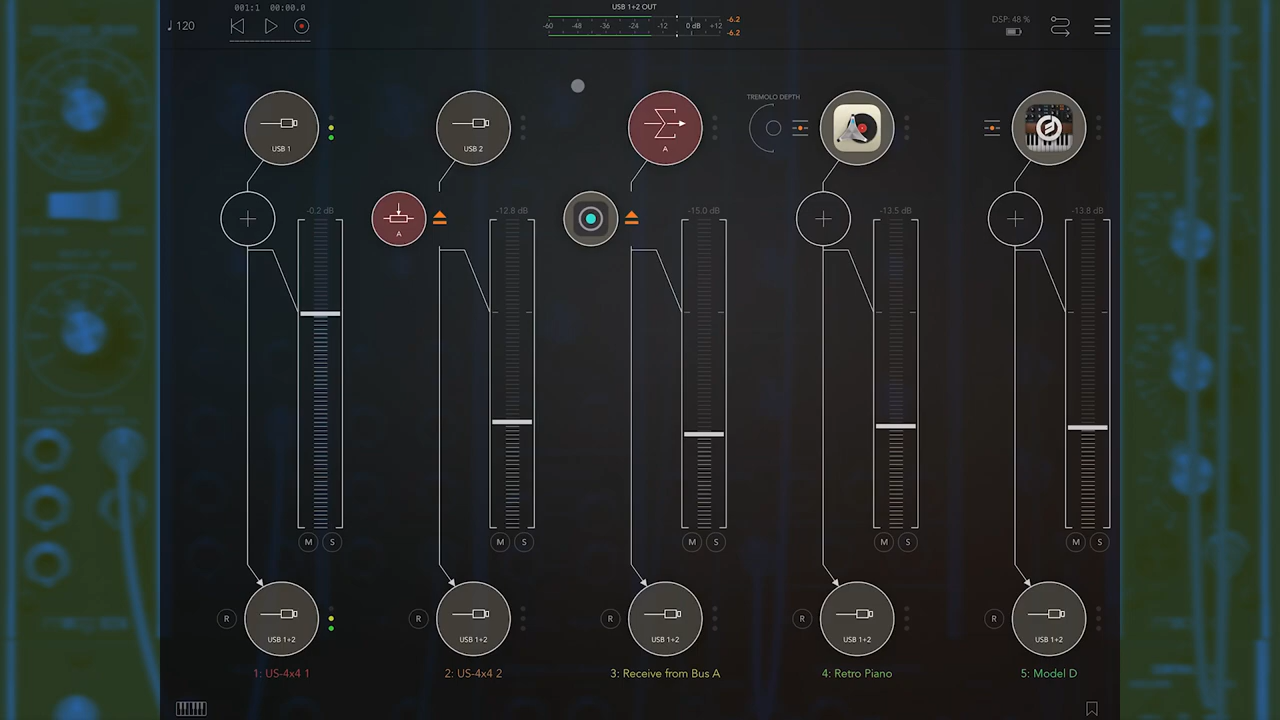 001:1 00:00.0
USB 1+2 OUT
120
-60 -48 -36 -24 -12 0 dB +12
-6.2
-6.2
DSP: 48 %
USB 1
USB 2
A
TREMOLO DEPTH
A
-0.2 dB
-12.8 dB
-15.0 dB
-13.5 dB
-13.8 dB
M S
M S
M S
M S
M S
R
USB 1+2
R
USB 1+2
R
USB 1+2
R
USB 1+2
R
USB 1+2
1: US-4x4 1
2: US-4x4 2
3: Receive from Bus A
4: Retro Piano
5: Model D